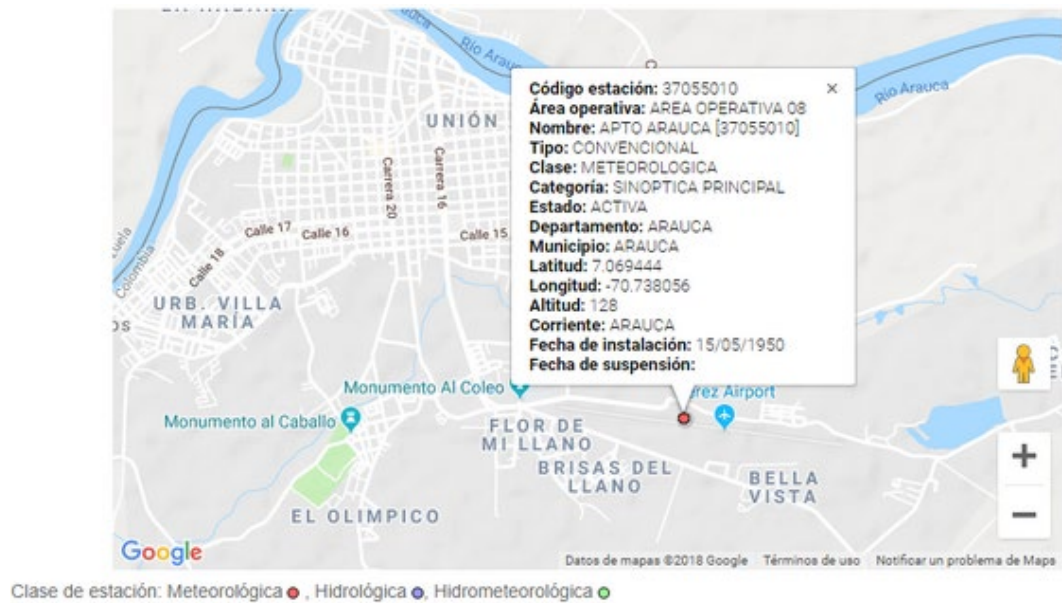 Río Arauca
Río Arauca
Código estación: 37055010
Área operativa: AREA OPERATIVA 08
Nombre: APTO ARAUCA [37055010]
Tipo: CONVENCIONAL
Clase: METEOROLOGICA
Categoría: SINOPTICA PRINCIPAL
Estado: ACTIVA
Departamento: ARAUCA
Municipio: ARAUCA
Latitud: 7.069444
Longitud: -70.738056
Altitud: 128
Corriente: ARAUCA
Fecha de instalación: 15/05/1950
Fecha de suspensión:
×
UNIÓN
Carrera 20
Carrera 16
Calle 17
Calle 16
Calle 15
Calle 18
Colombia
URB. VILLA
MARÍA
Monumento Al Coleo
Monumento al Caballo
rez Airport
FLOR DE
MI LLANO
BRISAS DEL
LLANO
BELLA
VISTA
EL OLIMPICO
+
−
Google
Datos de mapas ©2018 Google Términos de uso Notificar un problema de Maps
Clase de estación: Meteorológica , Hidrológica , Hidrometeorológica